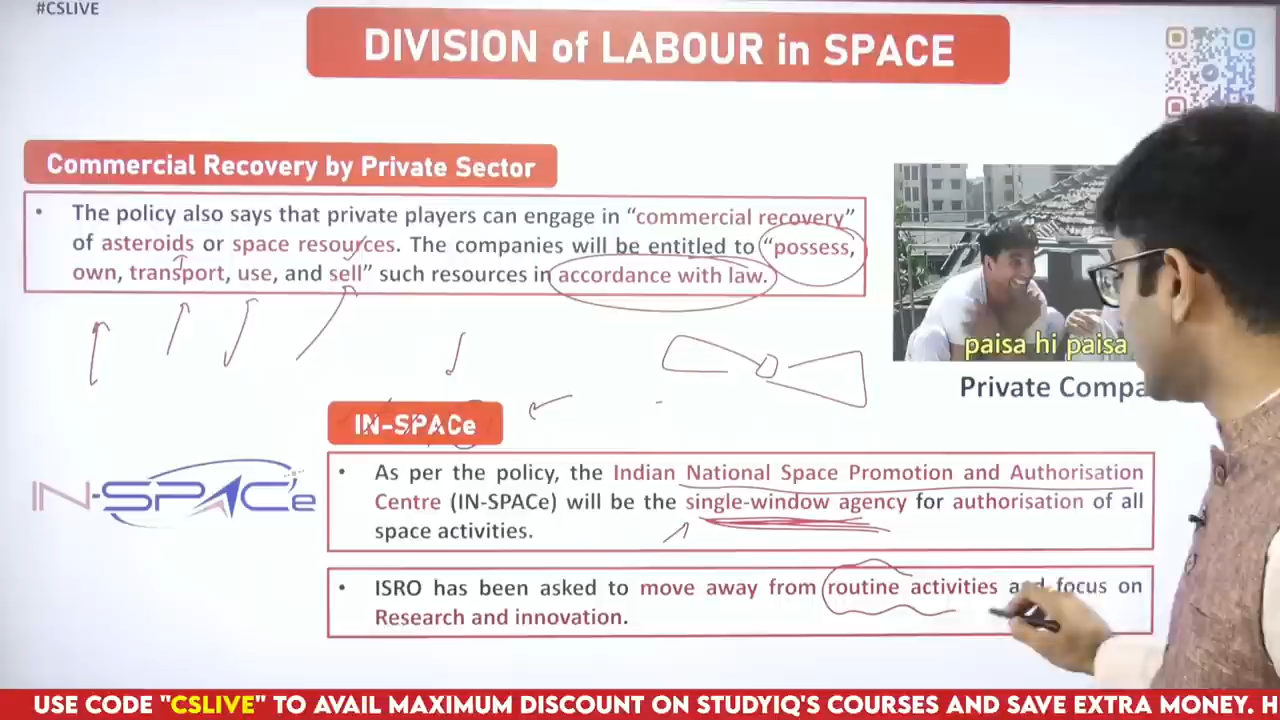 #CSLIVE
DIVISION of LABOUR in SPACE
Commercial Recovery by Private Sector
• The policy also says that private players can engage in “commercial recovery”
of asteroids or space resources. The companies will be entitled to “possess,
own, transport, use, and sell” such resources in accordance with law.
paisa hi paisa
Private Compa
IN-SPACe
IN-SPACe
• As per the policy, the Indian National Space Promotion and Authorisation
Centre (IN-SPACe) will be the single-window agency for authorisation of all
space activities.
• ISRO has been asked to move away from routine activities and focus on
Research and innovation.
USE CODE "CSLIVE" TO AVAIL MAXIMUM DISCOUNT ON STUDYIQ'S COURSES AND SAVE EXTRA MONEY. H